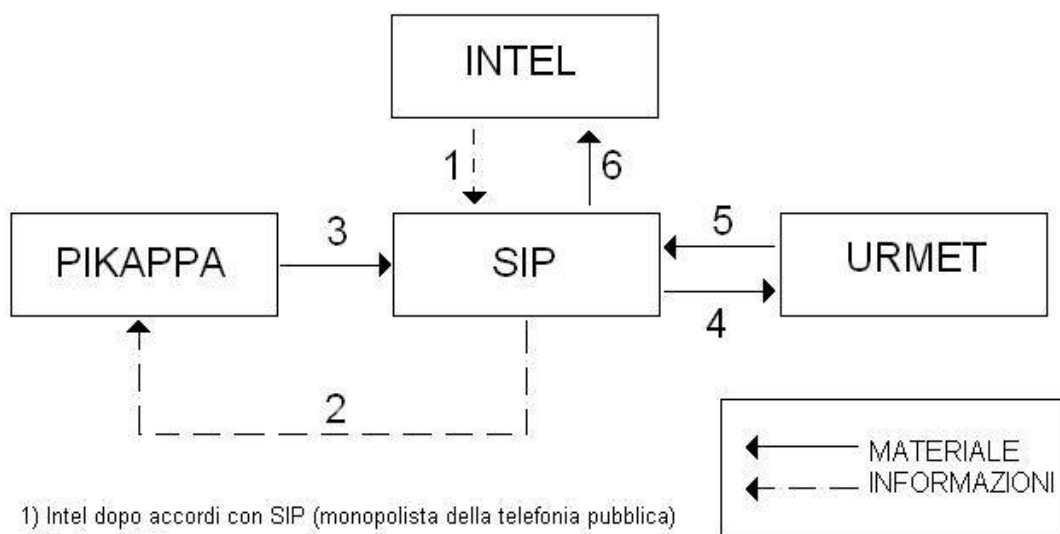 INTEL
1
6
PIKAPPA
3
SIP
5
URMET
4
2
MATERIALE
INFORMAZIONI
1) Intel dopo accordi con SIP (monopolista della telefonia pubblica)